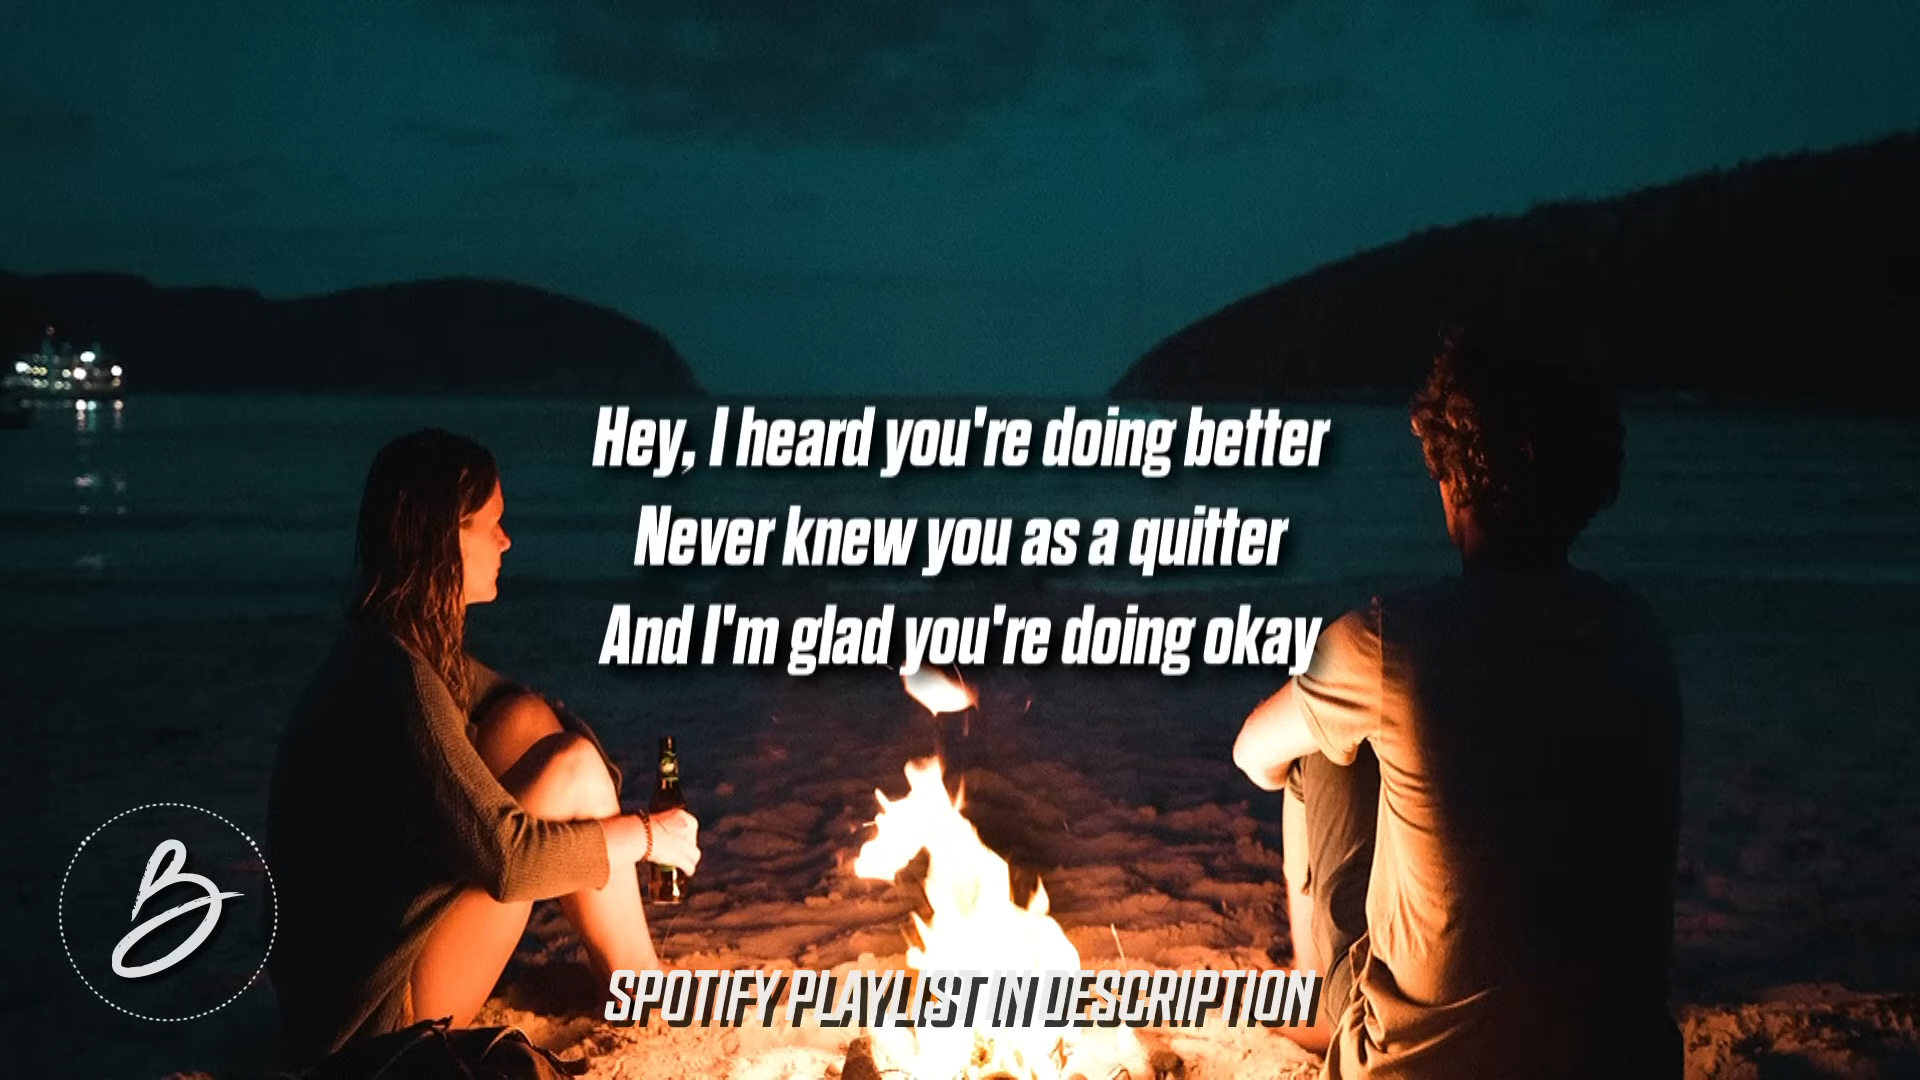 Hey, I heard you're doing better
Never knew you as a quitter
And I'm glad you're doing okay
B
SPOTIFY PLAYLIST IN DESCRIPTION